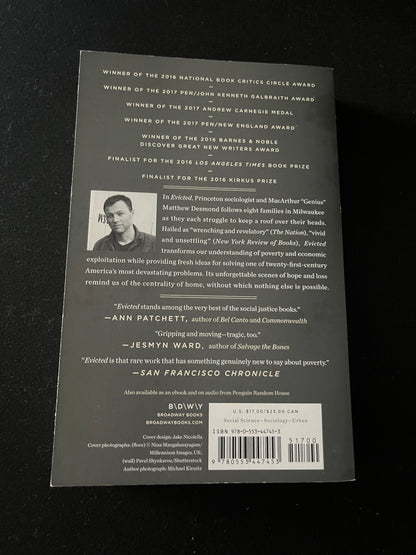 WINNER OF THE 2016 NATIONAL BOOK CRITICS CIRCLE AWARD
—
WINNER OF THE 2017 PEN/JOHN KENNETH GALBRAITH AWARD
—
WINNER OF THE 2017 ANDREW CARNEGIE MEDAL
—
WINNER OF THE 2017 PEN/NEW ENGLAND AWARD
—
WINNER OF THE 2016 BARNES & NOBLE
DISCOVER GREAT NEW WRITERS AWARD
—
FINALIST FOR THE 2016 LOS ANGELES TIMES BOOK PRIZE
—
FINALIST FOR THE 2016 KIRKUS PRIZE
In Evicted, Princeton sociologist and MacArthur “Genius”
Matthew Desmond follows eight families in Milwaukee
as they each struggle to keep a roof over their heads.
Hailed as “wrenching and revelatory” (The Nation), “vivid
and unsettling” (New York Review of Books), Evicted
transforms our understanding of poverty and economic
exploitation while providing fresh ideas for solving one of twenty-first-century
America’s most devastating problems. Its unforgettable scenes of hope and loss
remind us of the centrality of home, without which nothing else is possible.
“Evicted stands among the very best of the social justice books.”
—ANN PATCHETT, author of Bel Canto and Commonwealth
“Gripping and moving—tragic, too.”
—JESMYN WARD, author of Salvage the Bones
“Evicted is that rare work that has something genuinely new to say about poverty.”
—SAN FRANCISCO CHRONICLE
Also available as an ebook and on audio from Penguin Random House
B\D\W\Y
BROADWAY BOOKS
BROADWAYBOOKS.COM
Cover design: Jake Nicolella
Cover photographs: (floor) © Nina Mangalanayagam/
Millennium Images, UK;
(wall) Pavel Shynkarou/Shutterstock
Author photograph: Michael Kienitz
U.S. $17.00/$23.00 CAN
Social Science–Sociology–Urban
ISBN 978-0-553-44745-3
51700
9 780553 447453